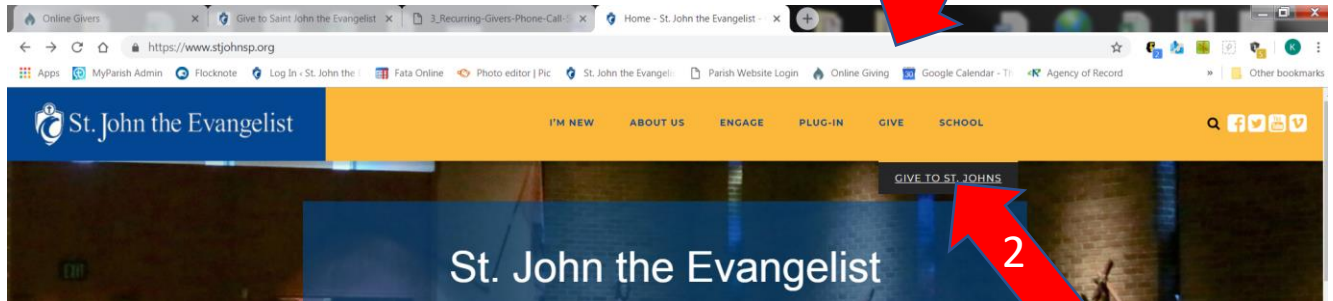 Online Givers
Give to Saint John the Evangelist
3_Recurring-Givers-Phone-Call-S
Home - St. John the Evangelist -
https://www.stjohnsp.org
Apps MyParish Admin Flocknote Log In ‹ St. John the Fata Online Photo editor | Pic St. John the Evangeli Parish Website Login Online Giving Google Calendar - Th Agency of Record » Other bookmarks
St. John the Evangelist
I'M NEW ABOUT US ENGAGE PLUG-IN GIVE SCHOOL
GIVE TO ST. JOHNS
EXIT
St. John the Evangelist
2